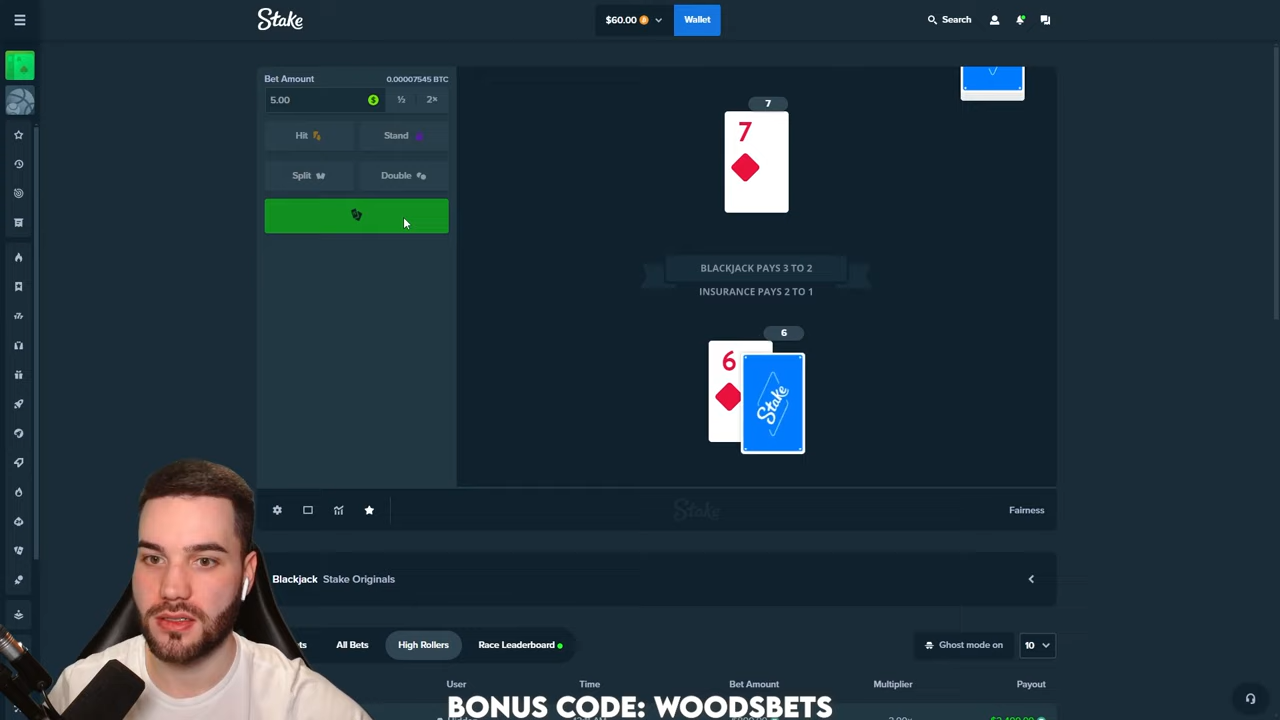 Stake
$60.00
Wallet
Search
Bet Amount
0.00007545 BTC
5.00
½
2×
Hit
Stand
Split
Double
7
7
BLACKJACK PAYS 3 TO 2
INSURANCE PAYS 2 TO 1
6
6
Stake
Stake
Fairness
Blackjack Stake Originals
All Bets
High Rollers
Race Leaderboard
Ghost mode on
10
User
Time
Bet Amount
Multiplier
Payout
BONUS CODE: WOODSBETS